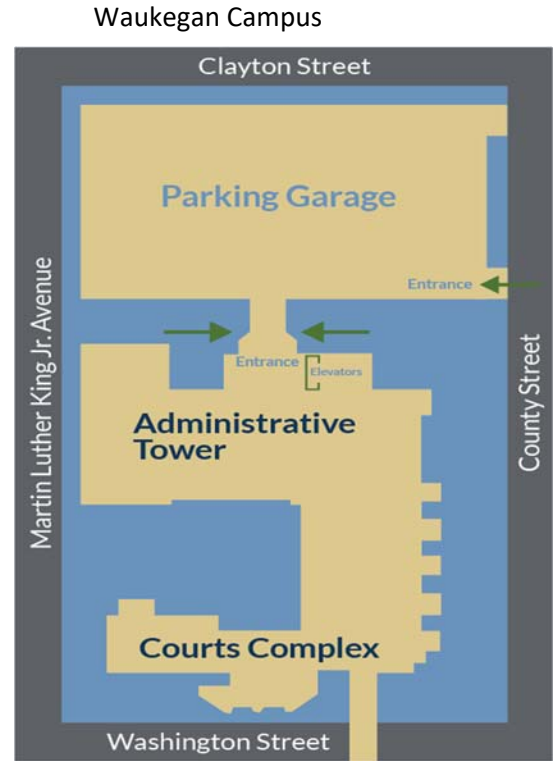 Waukegan Campus
Clayton Street
Parking Garage
Entrance
Martin Luther King Jr. Avenue
County Street
Entrance
Elevators
Administrative
Tower
Courts Complex
Washington Street